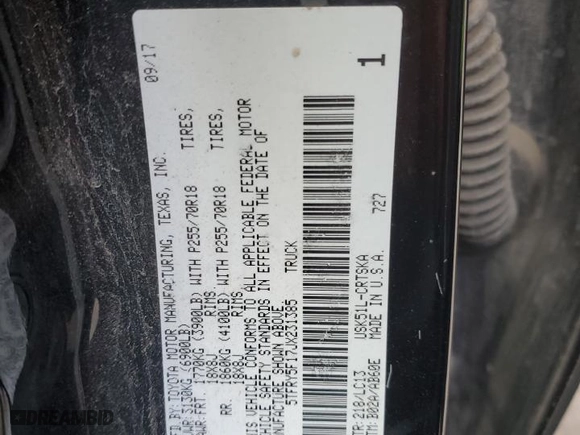 09/17
MFD BY: TOYOTA MOTOR MANUFACTURING, TEXAS, INC.
GVWR 3130KG (6900LB)
GAWR FRT. 1770KG (3900LB) WITH P255/70R18 TIRES,
18X8J RIMS
RR. 1860KG (4100LB) WITH P255/70R18 TIRES,
18X8J RIMS
THIS VEHICLE CONFORMS TO ALL APPLICABLE FEDERAL MOTOR
VEHICLE SAFETY STANDARDS IN EFFECT ON THE DATE OF
MANUFACTURE SHOWN ABOVE
TRUCK
TR: 218/LC13
USK51L-CRTSKA
MADE IN U.S.A.
727
1